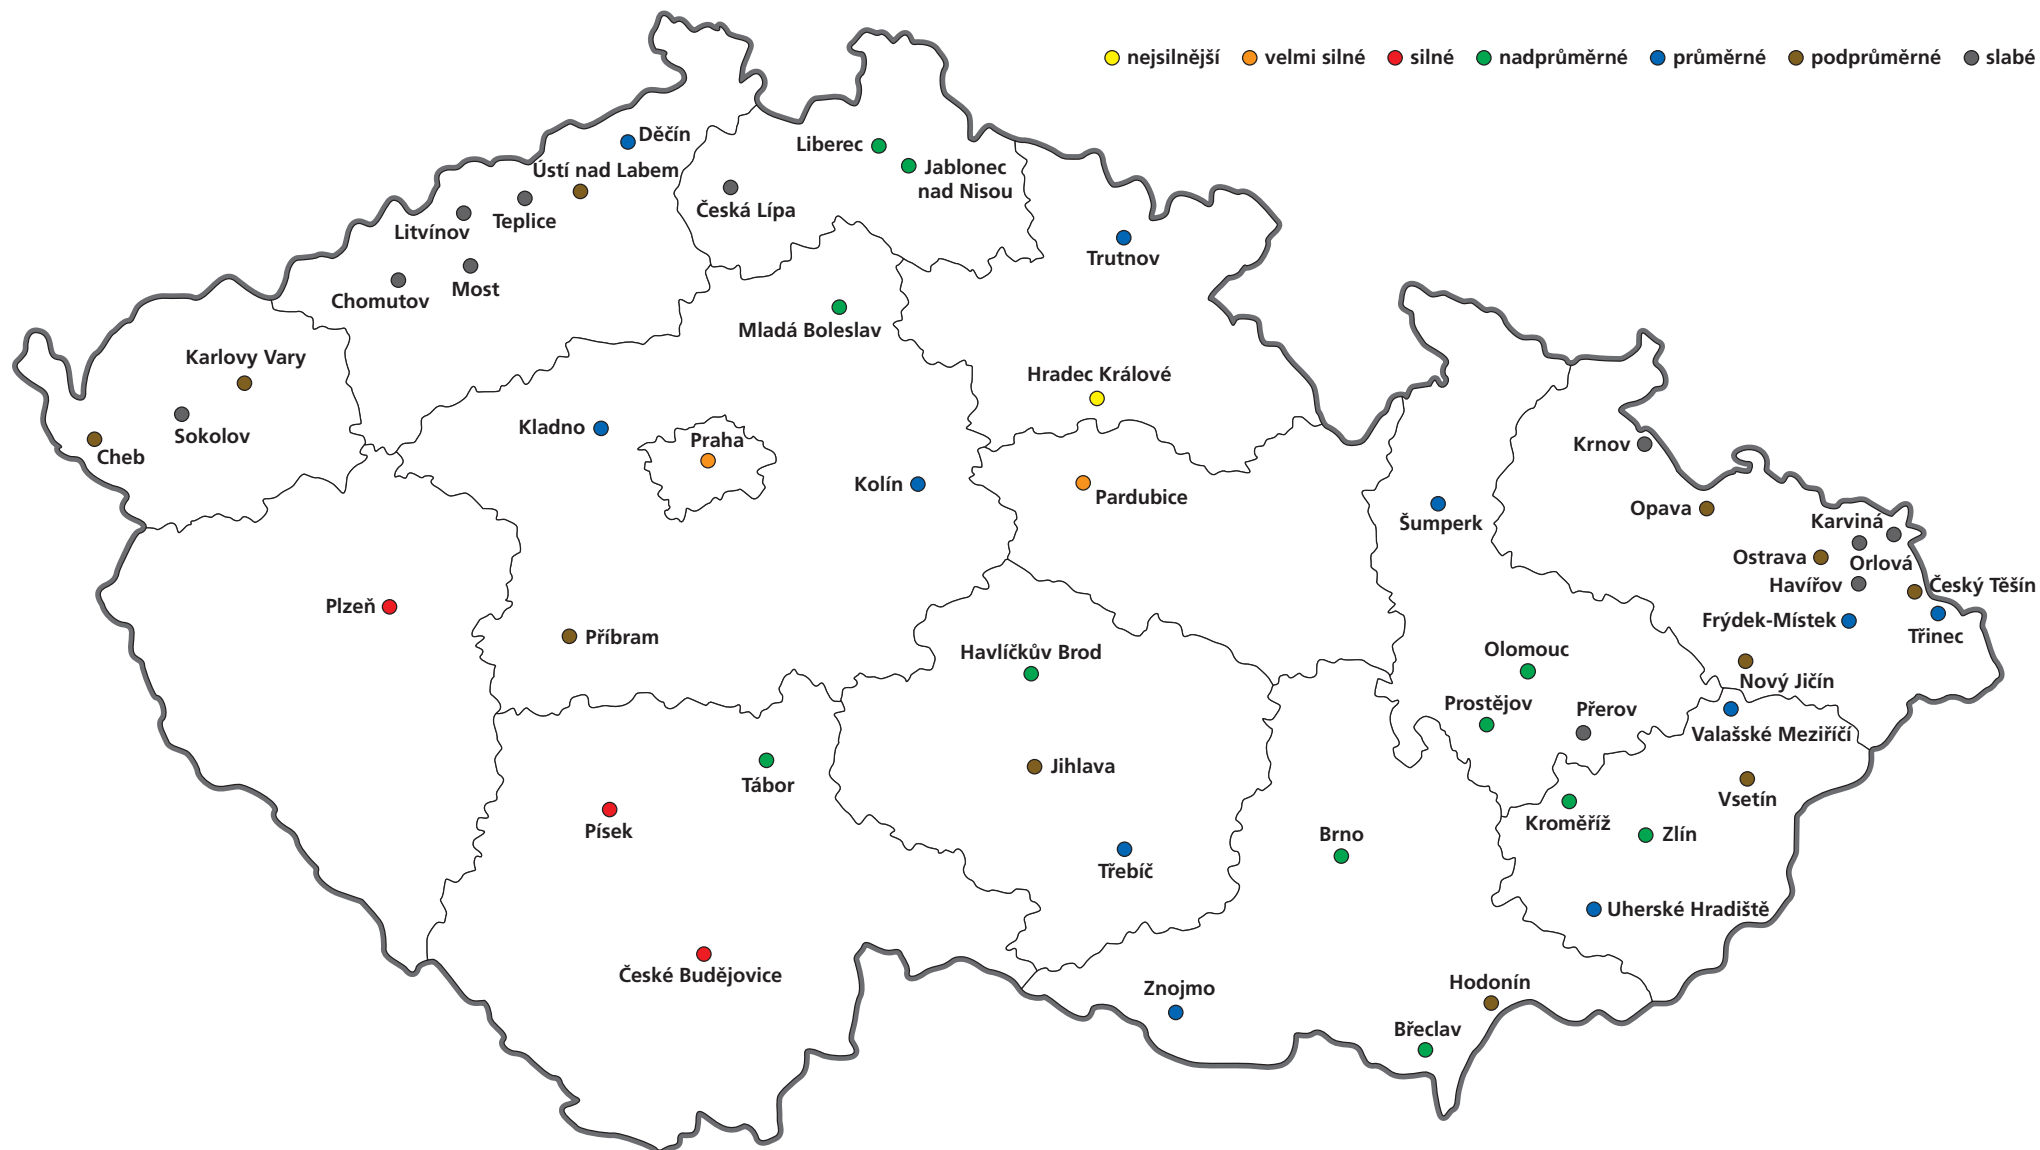 nejsilnější velmi silné silné nadprůměrné průměrné podprůměrné slabé
Děčín
Liberec
Ústí nad Labem
Jablonec
nad Nisou
Česká Lípa
Teplice
Litvínov
Trutnov
Most
Chomutov
Mladá Boleslav
Karlovy Vary
Hradec Králové
Kladno
Sokolov
Praha
Krnov
Cheb
Kolín
Pardubice
Opava
Karviná
Šumperk
Ostrava
Orlová
Havířov
Český Těšín
Plzeň
Frýdek-Místek
Třinec
Příbram
Havlíčkův Brod
Olomouc
Nový Jičín
Prostějov
Přerov
Valašské Meziříčí
Jihlava
Tábor
Vsetín
Kroměříž
Písek
Brno
Zlín
Třebíč
Uherské Hradiště
České Budějovice
Hodonín
Znojmo
Břeclav